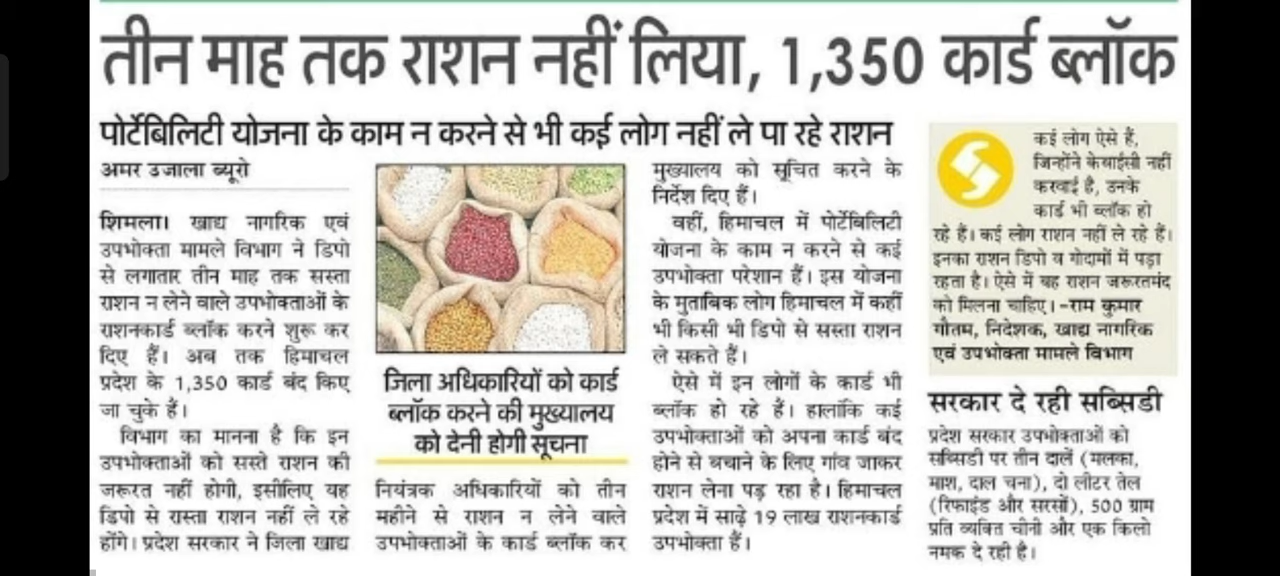 तीन माह तक राशन नहीं लिया, 1,350 कार्ड ब्लॉक
पोर्टेबिलिटी योजना के काम न करने से भी कई लोग नहीं ले पा रहे राशन
अमर उजाला ब्यूरो
शिमला। खाद्य नागरिक एवं
उपभोक्ता मामले विभाग ने डिपो
से लगातार तीन माह तक सस्ता
राशन न लेने वाले उपभोक्ताओं के
राशनकार्ड ब्लॉक करने शुरू कर
दिए हैं। अब तक हिमाचल
प्रदेश के 1,350 कार्ड बंद किए
जा चुके हैं।
विभाग का मानना है कि इन
उपभोक्ताओं को सस्ते राशन की
जरूरत नहीं होगी, इसीलिए यह
डिपो से सस्ता राशन नहीं ले रहे
होंगे। प्रदेश सरकार ने जिला खाद्य
जिला अधिकारियों को कार्ड
ब्लॉक करने की मुख्यालय
को देनी होगी सूचना
नियंत्रक अधिकारियों को तीन
महीने से राशन न लेने वाले
उपभोक्ताओं के कार्ड ब्लॉक कर
मुख्यालय को सूचित करने के
निर्देश दिए हैं।
वहीं, हिमाचल में पोर्टेबिलिटी
योजना के काम न करने से कई
उपभोक्ता परेशान हैं। इस योजना
के मुताबिक लोग हिमाचल में कहीं
भी किसी भी डिपो से सस्ता राशन
ले सकते हैं।
ऐसे में इन लोगों के कार्ड भी
ब्लॉक हो रहे हैं। हालांकि कई
उपभोक्ताओं को अपना कार्ड बंद
होने से बचाने के लिए गांव जाकर
राशन लेना पड़ रहा है। हिमाचल
प्रदेश में साढ़े 19 लाख राशनकार्ड
उपभोक्ता हैं।
कई लोग ऐसे हैं,
जिन्होंने केवाईसी नहीं
करवाई है, उनके
कार्ड भी ब्लॉक हो
रहे हैं। कई लोग राशन नहीं ले रहे हैं।
इनका राशन डिपो व गोदामों में पड़ा
रहता है। ऐसे में यह राशन जरूरतमंद
को मिलना चाहिए। -राम कुमार
गौतम, निदेशक, खाद्य नागरिक
एवं उपभोक्ता मामले विभाग
सरकार दे रही सब्सिडी
प्रदेश सरकार उपभोक्ताओं को
सब्सिडी पर तीन दालें (मलका,
माश, दाल चना), दो लीटर तेल
(रिफाइंड और सरसों), 500 ग्राम
प्रति व्यक्ति चीनी और एक किलो
नमक दे रही है।